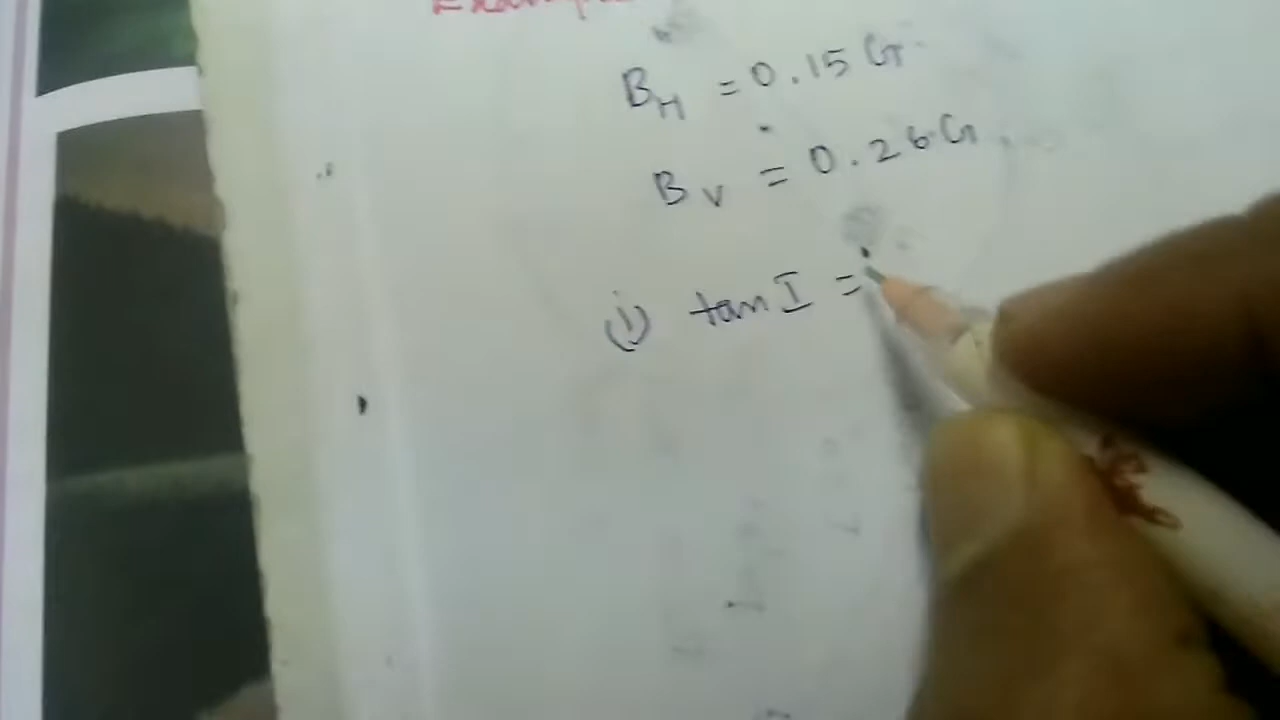 B_H = 0.15 G
B_V = 0.26 G
(i) tan I =